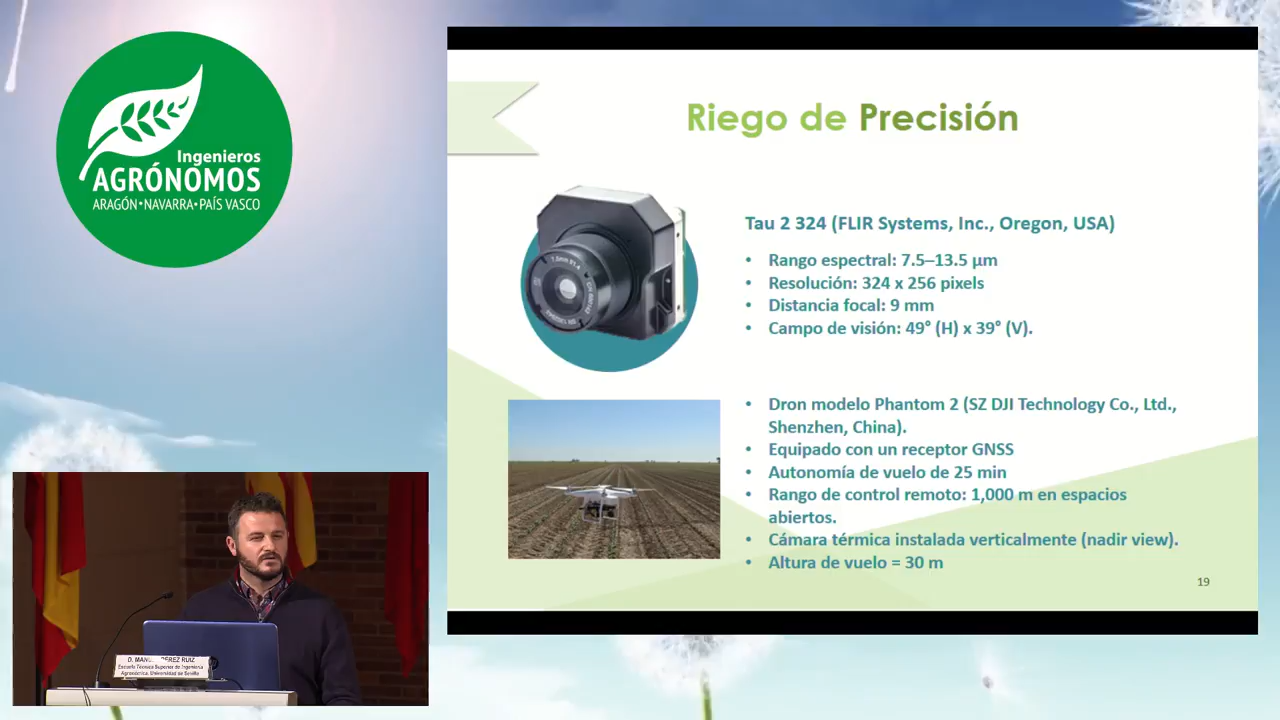 Ingenieros
AGRÓNOMOS
ARAGÓN•NAVARRA•PAÍS VASCO
Riego de Precisión
Tau 2 324 (FLIR Systems, Inc., Oregon, USA)
• Rango espectral: 7.5–13.5 µm
• Resolución: 324 x 256 pixels
• Distancia focal: 9 mm
• Campo de visión: 49° (H) x 39° (V).
• Dron modelo Phantom 2 (SZ DJI Technology Co., Ltd.,
Shenzhen, China).
• Equipado con un receptor GNSS
• Autonomía de vuelo de 25 min
• Rango de control remoto: 1,000 m en espacios
abiertos.
• Cámara térmica instalada verticalmente (nadir view).
• Altura de vuelo = 30 m
19
D. PÉREZ RUIZ
Escuela Técnica Superior de Ingeniería
Agronómica. Universidad de Sevilla